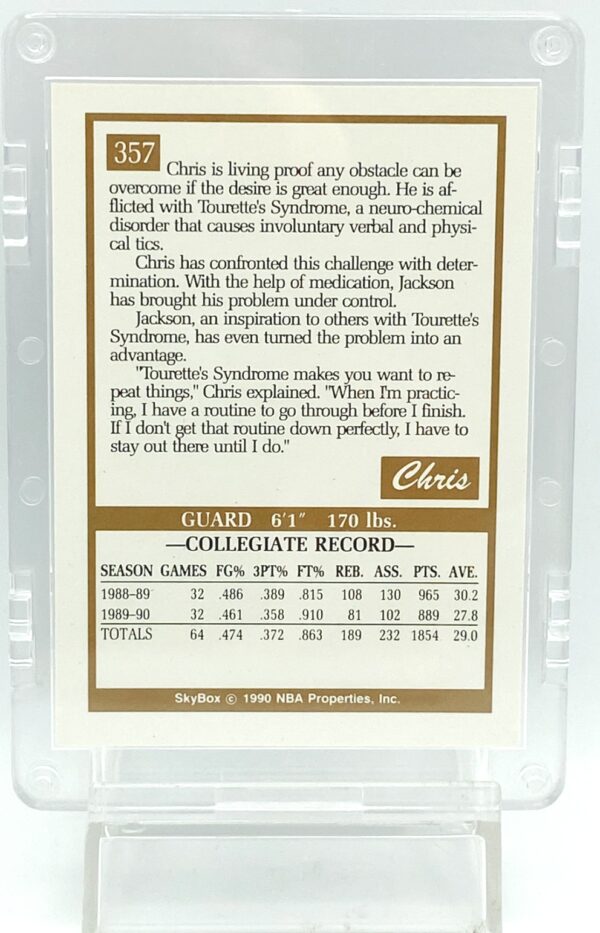 357
Chris is living proof any obstacle can be
overcome if the desire is great enough. He is af-
flicted with Tourette's Syndrome, a neuro-chemical
disorder that causes involuntary verbal and physi-
cal tics.
Chris has confronted this challenge with deter-
mination. With the help of medication, Jackson
has brought his problem under control.
Jackson, an inspiration to others with Tourette's
Syndrome, has even turned the problem into an
advantage.
"Tourette's Syndrome makes you want to re-
peat things," Chris explained. "When I'm practic-
ing, I have a routine to go through before I finish.
If I don't get that routine down perfectly, I have to
stay out there until I do."
Chris
GUARD 6'1" 170 lbs.
—COLLEGIATE RECORD—
SEASON GAMES FG% 3PT% FT% REB. ASS. PTS. AVE.
1988-89 32 .486 .389 .815 108 130 965 30.2
1989-90 32 .461 .358 .910 81 102 889 27.8
TOTALS 64 .474 .372 .863 189 232 1854 29.0
SkyBox © 1990 NBA Properties, Inc.